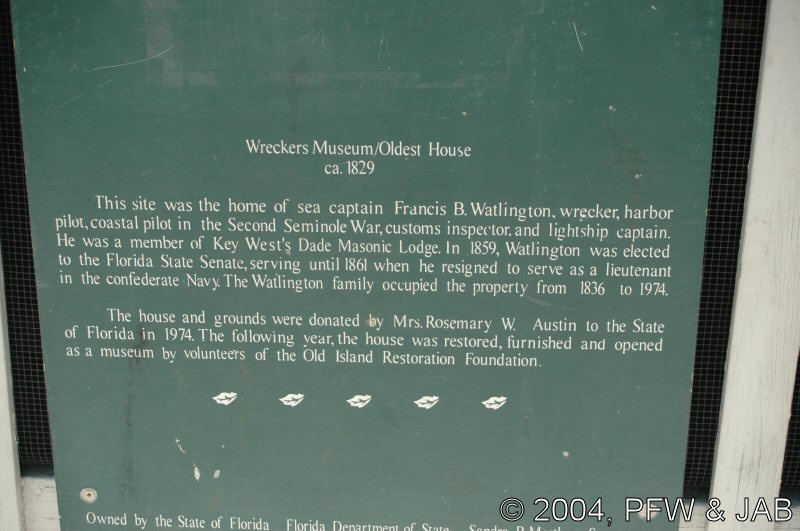 Wreckers Museum/Oldest House
ca. 1829
This site was the home of sea captain Francis B. Watlington, wrecker, harbor
pilot, coastal pilot in the Second Seminole War, customs inspector, and lightship captain.
He was a member of Key West's Dade Masonic Lodge. In 1859, Watlington was elected
to the Florida State Senate, serving until 1861 when he resigned to serve as a lieutenant
in the confederate Navy. The Watlington family occupied the property from 1836 to 1974.
The house and grounds were donated by Mrs. Rosemary W. Austin to the State
of Florida in 1974. The following year, the house was restored, furnished and opened
as a museum by volunteers of the Old Island Restoration Foundation.
Owned by the State of Florida Florida Department of State
© 2004, PFW & JAB